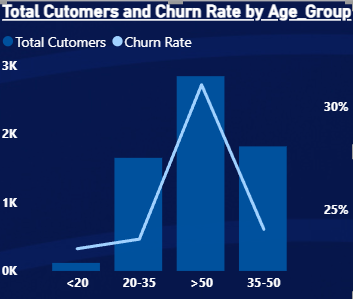 Total Cutomers and Churn Rate by Age_Group
Total Cutomers Churn Rate
3K
2K
1K
0K
30%
25%
<20 20-35 >50 35-50